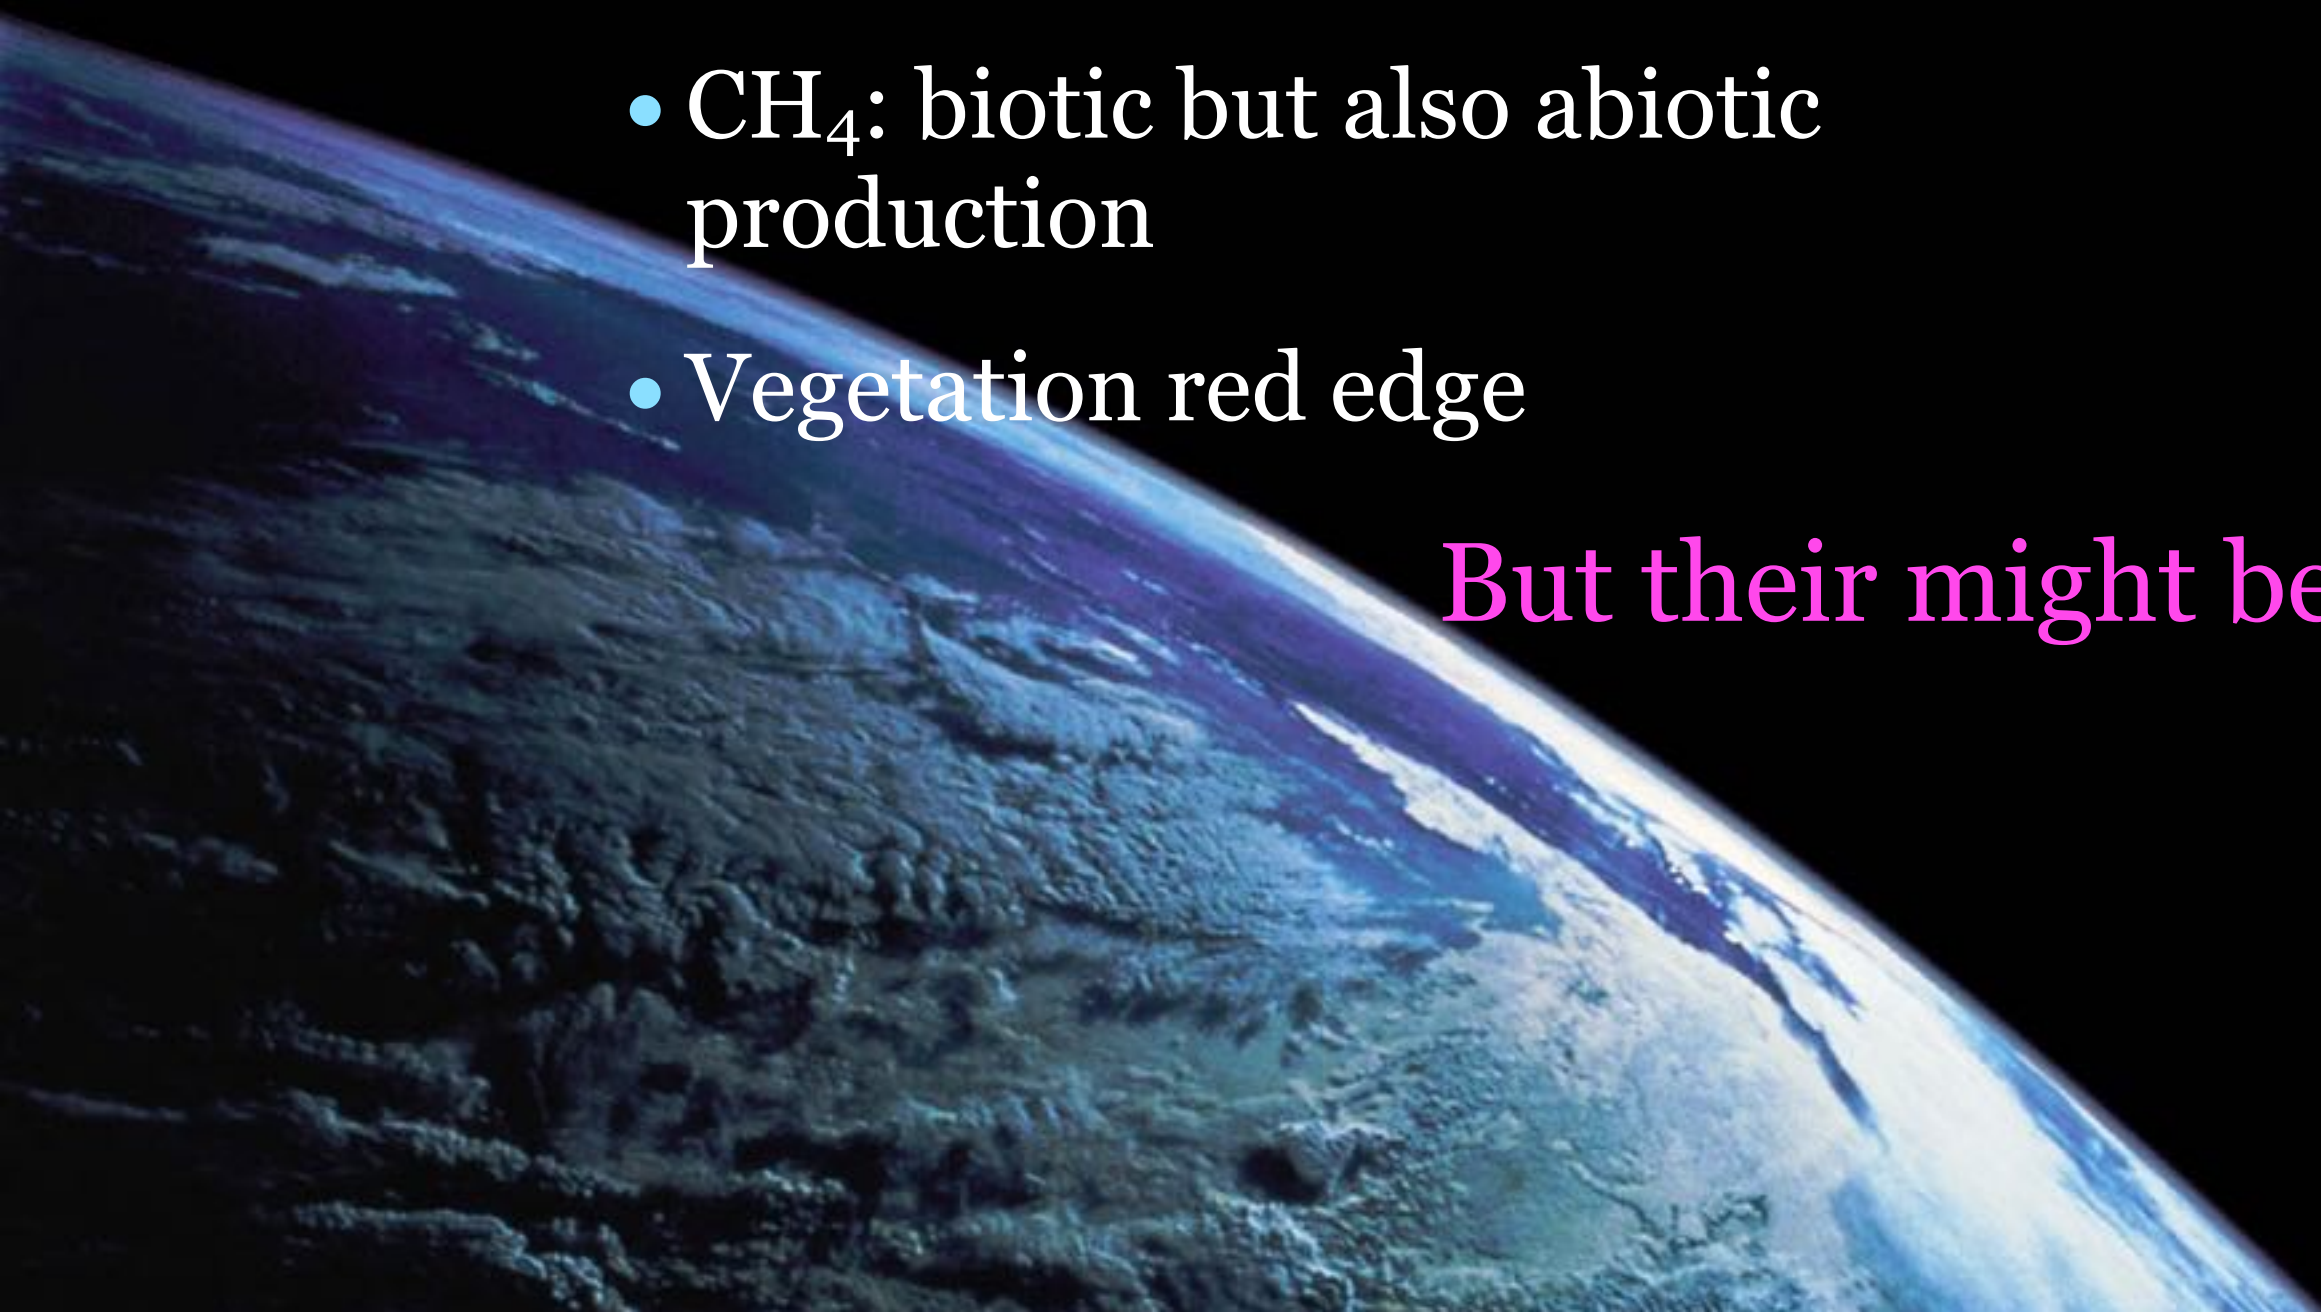 • CH₄: biotic but also abiotic
production
• Vegetation red edge
But their might be